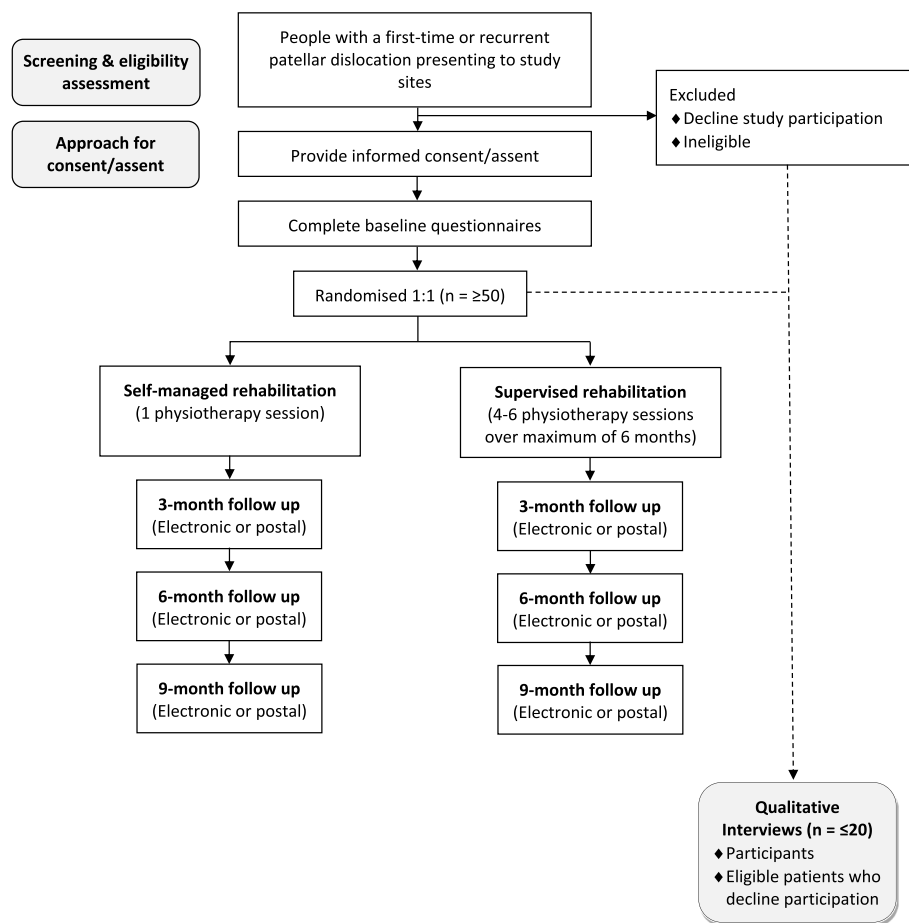 People with a first-time or recurrent
patellar dislocation presenting to study
sites
Screening & eligibility
assessment
Excluded
♦ Decline study participation
♦ Ineligible
Approach for
consent/assent
Provide informed consent/assent
Complete baseline questionnaires
Randomised 1:1 (n = ≥50)
Self-managed rehabilitation
(1 physiotherapy session)
Supervised rehabilitation
(4-6 physiotherapy sessions
over maximum of 6 months)
3-month follow up
(Electronic or postal)
3-month follow up
(Electronic or postal)
6-month follow up
(Electronic or postal)
6-month follow up
(Electronic or postal)
9-month follow up
(Electronic or postal)
9-month follow up
(Electronic or postal)
Qualitative
Interviews (n = ≤20)
♦ Participants
♦ Eligible patients who
decline participation